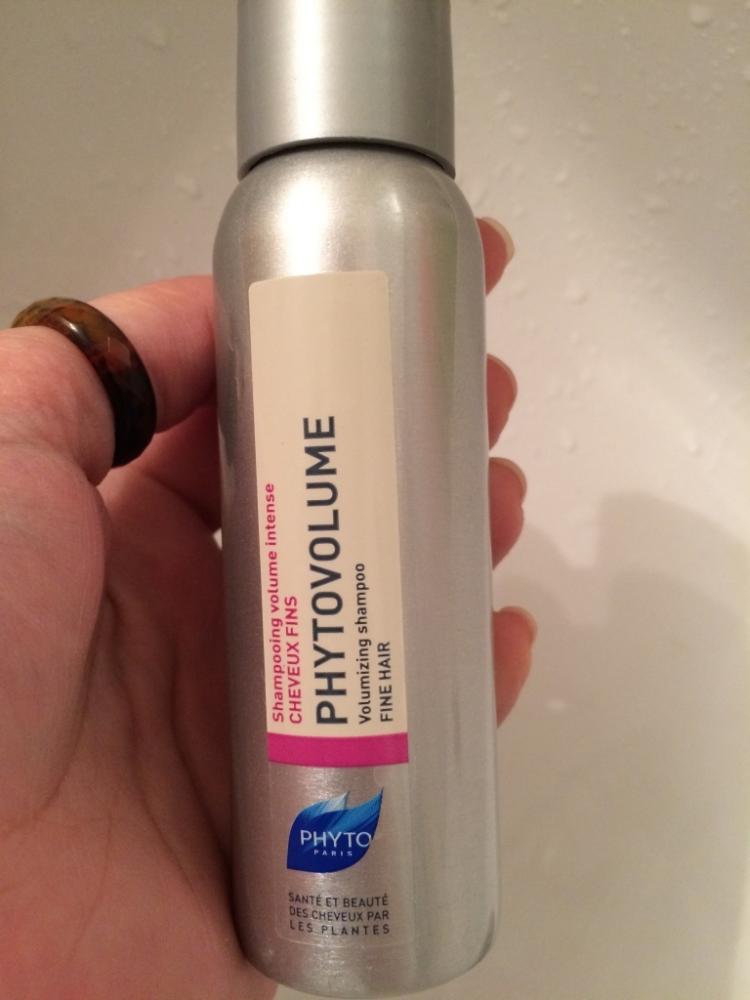 Shampooing volume intense
CHEVEUX FINS
PHYTOVOLUME
Volumizing shampoo
FINE HAIR
PHYTO
PARIS
SANTÉ ET BEAUTÉ
DES CHEVEUX PAR
LES PLANTES